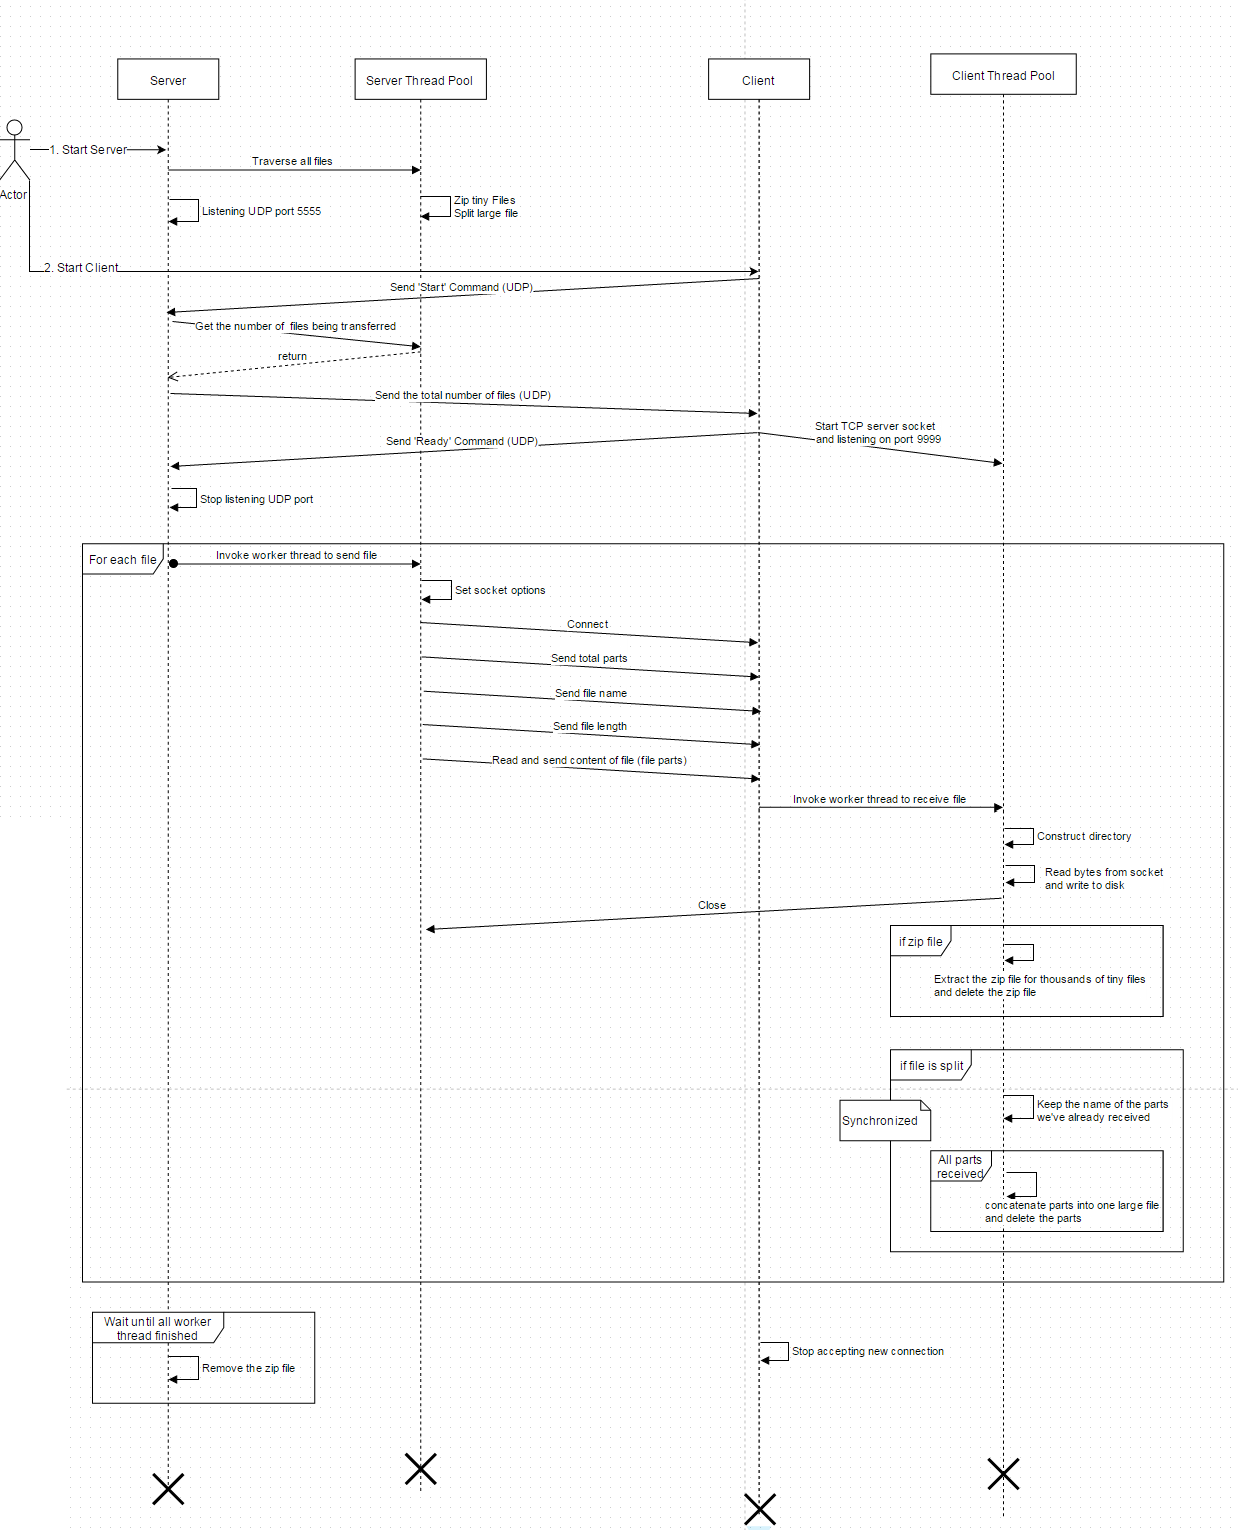 Server
Server Thread Pool
Client
Client Thread Pool
Actor
1. Start Server
Traverse all files
Listening UDP port 5555
Zip tiny Files
Split large file
2. Start Client
Send 'Start' Command (UDP)
Get the number of files being transferred
return
Send the total number of files (UDP)
Start TCP server socket
and listening on port 9999
Send 'Ready' Command (UDP)
Stop listening UDP port
For each file
Invoke worker thread to send file
Set socket options
Connect
Send total parts
Send file name
Send file length
Read and send content of file (file parts)
Invoke worker thread to receive file
Construct directory
Read bytes from socket
and write to disk
Close
if zip file
Extract the zip file for thousands of tiny files
and delete the zip file
if file is split
Keep the name of the parts
we've already received
Synchronized
All parts
received
concatenate parts into one large file
and delete the parts
Wait until all worker
thread finished
Remove the zip file
Stop accepting new connection